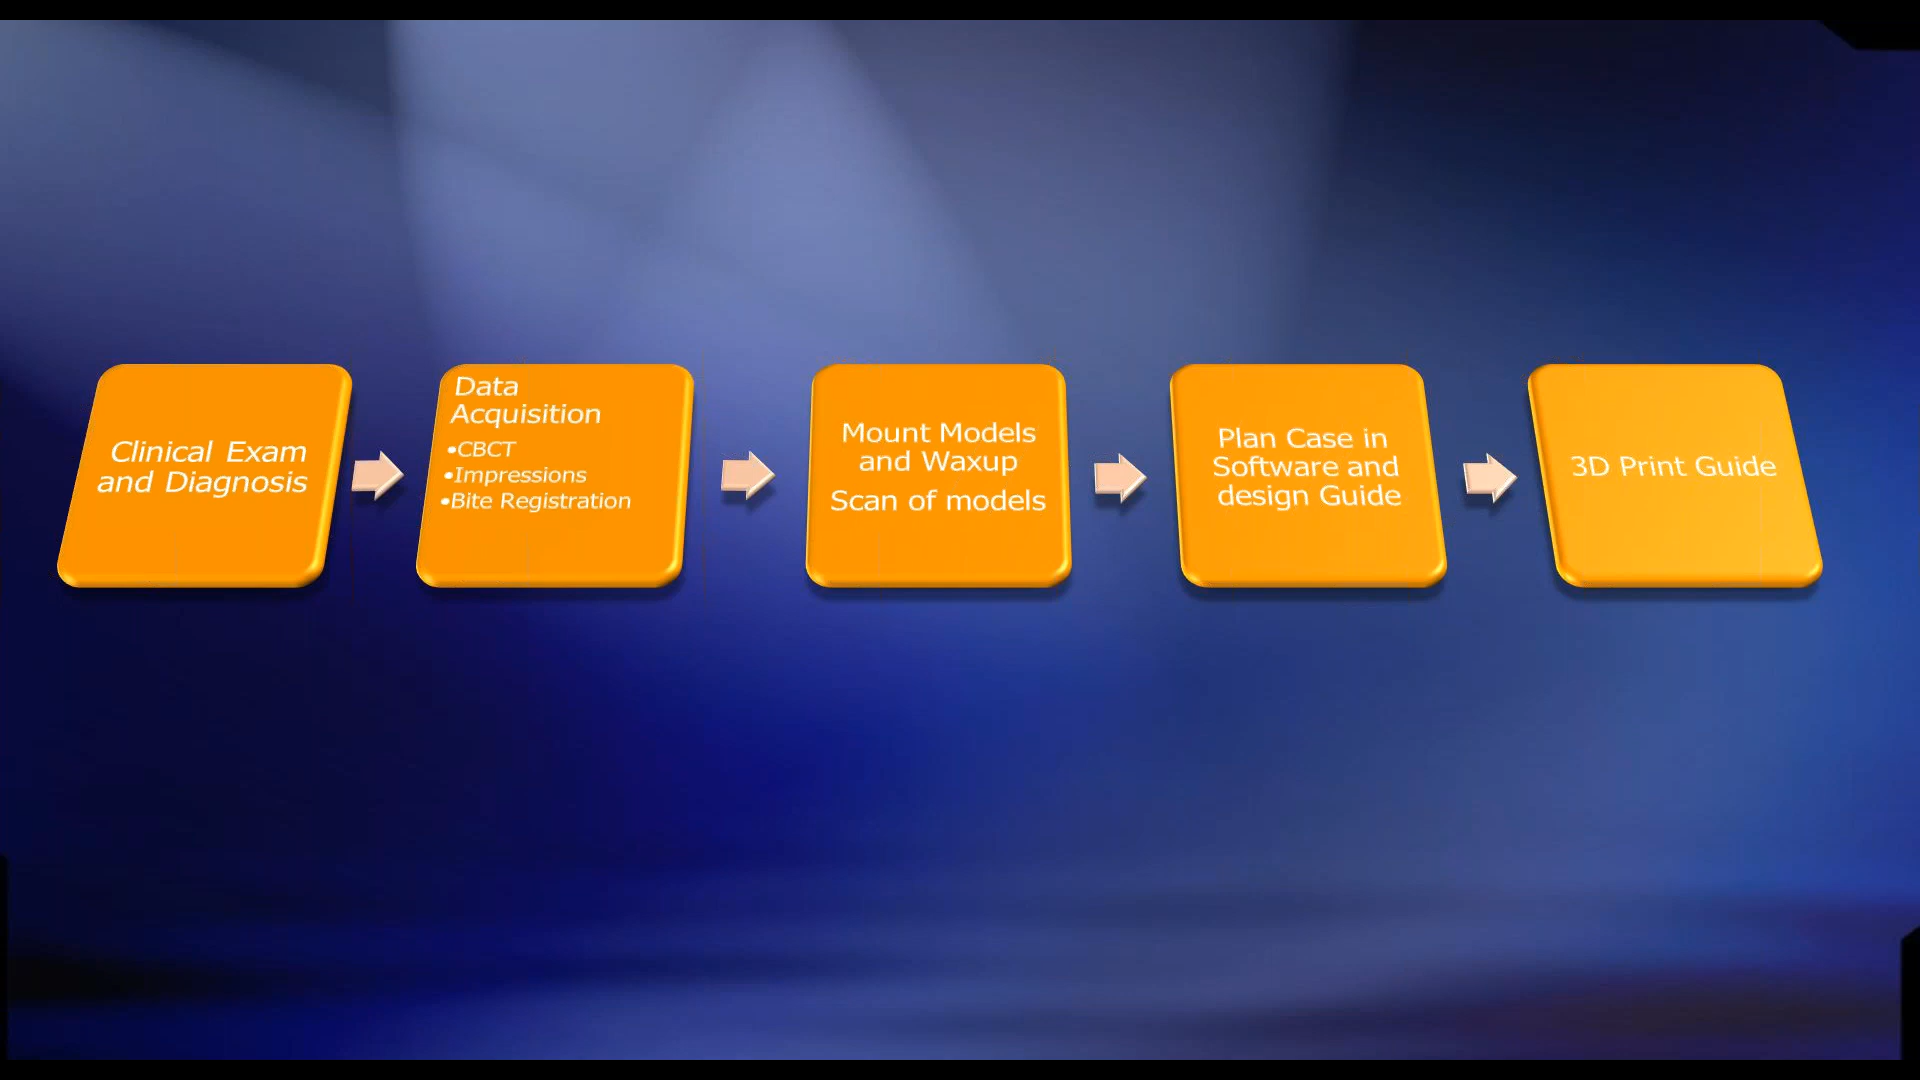 Clinical Exam
and Diagnosis
Data
Acquisition
•CBCT
•Impressions
•Bite Registration
Mount Models
and Waxup
Scan of models
Plan Case in
Software and
design Guide
3D Print Guide